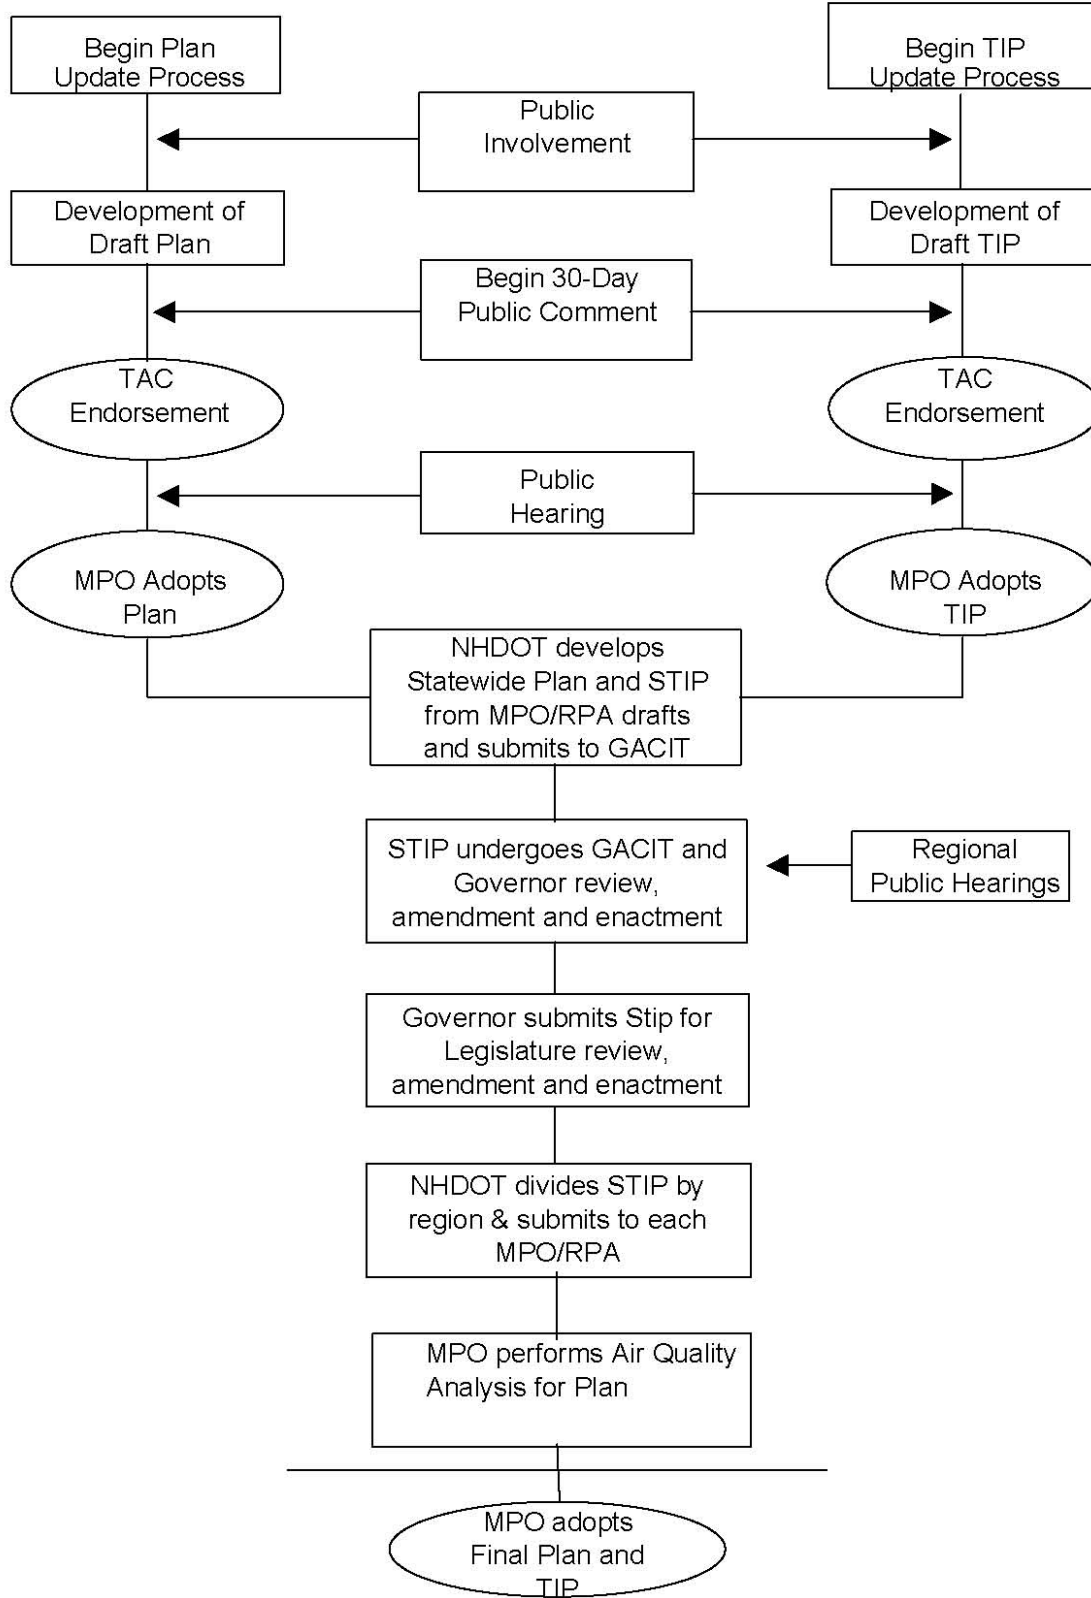 Begin Plan
Update Process
Begin TIP
Update Process
Public
Involvement
Development of
Draft Plan
Development of
Draft TIP
Begin 30-Day
Public Comment
TAC
Endorsement
TAC
Endorsement
Public
Hearing
MPO Adopts
Plan
MPO Adopts
TIP
NHDOT develops
Statewide Plan and STIP
from MPO/RPA drafts
and submits to GACIT
STIP undergoes GACIT and
Governor review,
amendment and enactment
Regional
Public Hearings
Governor submits Stip for
Legislature review,
amendment and enactment
NHDOT divides STIP by
region & submits to each
MPO/RPA
MPO performs Air Quality
Analysis for Plan
MPO adopts
Final Plan and
TIP